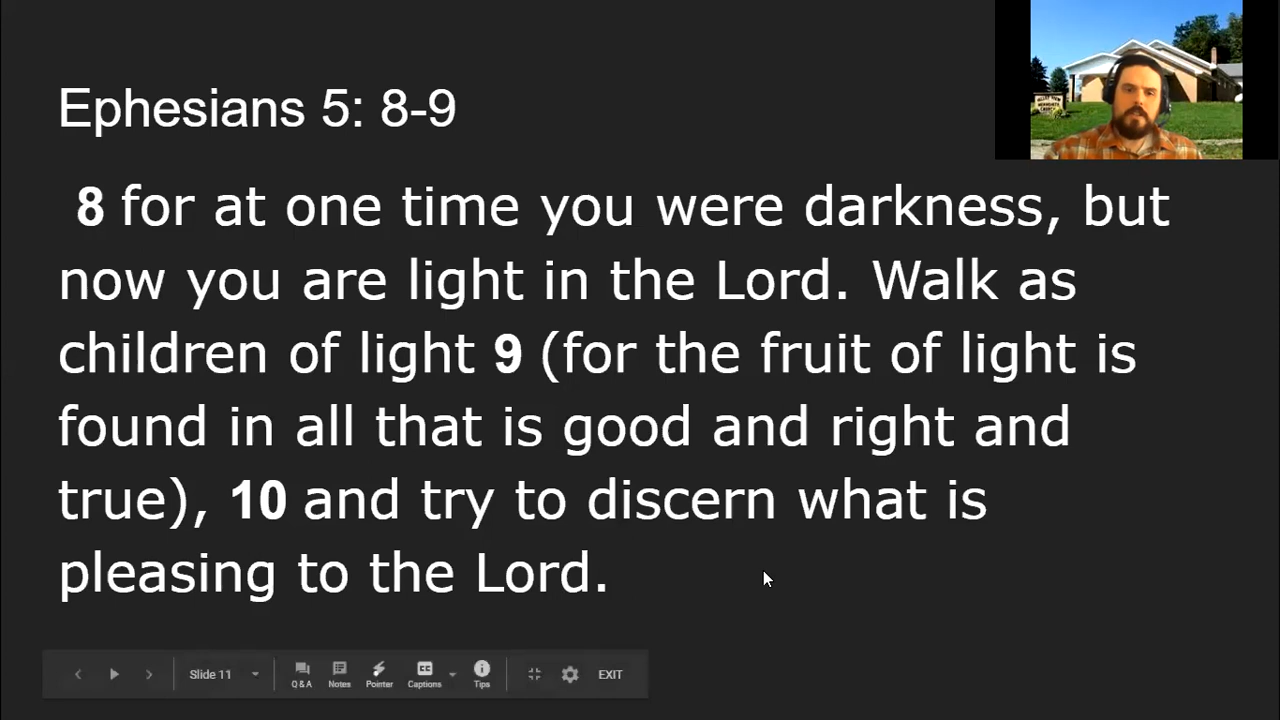 Ephesians 5: 8-9
8 for at one time you were darkness, but
now you are light in the Lord. Walk as
children of light 9 (for the fruit of light is
found in all that is good and right and
true), 10 and try to discern what is
pleasing to the Lord.
Slide 11
Q & A
Notes
Pointer
Captions
Tips
EXIT